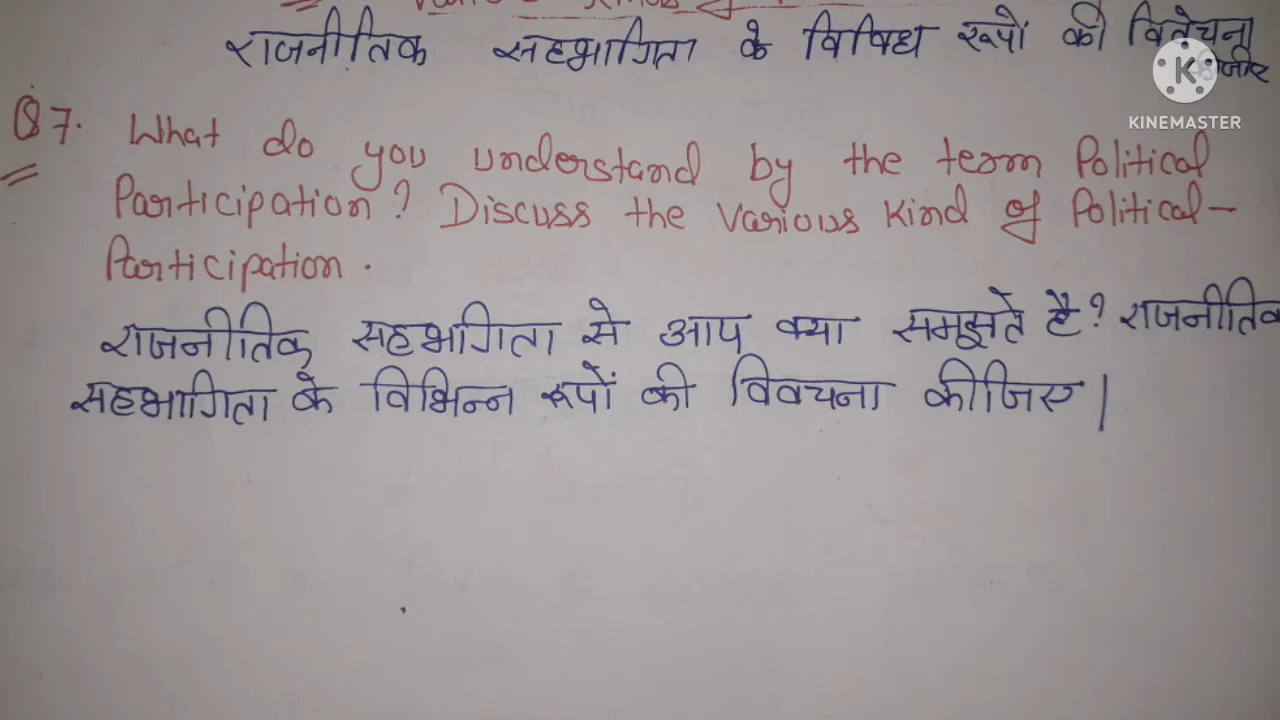 राजनीतिक सहभागिता के विविध रूपों की विवेचना
KINEMASTER
Q 7. What do you understand by the term Political
Participation? Discuss the various kind of Political-
Participation.
राजनीतिक सहभागिता से आप क्या समझते है? राजनीतिक
सहभागिता के विभिन्न रूपों की विवचना कीजिए।